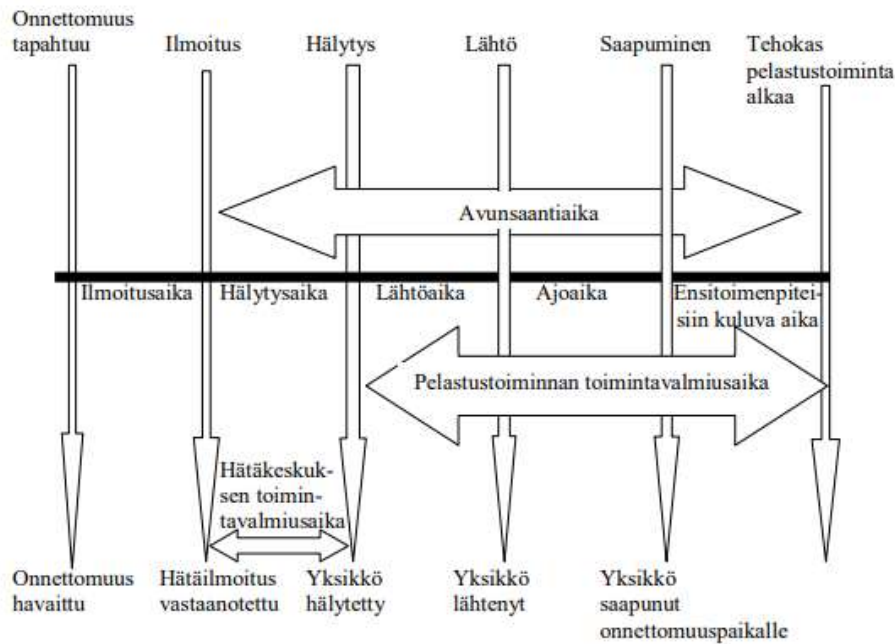 Onnettomuus
tapahtuu
Ilmoitus
Hälytys
Lähtö
Saapuminen
Tehokas
pelastustoiminta
alkaa
Avunsaantiaika
Ilmoitusaika
Hälytysaika
Lähtöaika
Ajoaika
Ensitoimenpitei-
siin kuluva aika
Pelastustoiminnan toimintavalmiusaika
Hätäkeskuk-
sen toimin-
tavalmiusaika
Onnettomuus
havaittu
Hätäilmoitus
vastaanotettu
Yksikkö
hälytetty
Yksikkö
lähtenyt
Yksikkö
saapunut
onnettomuuspaikalle